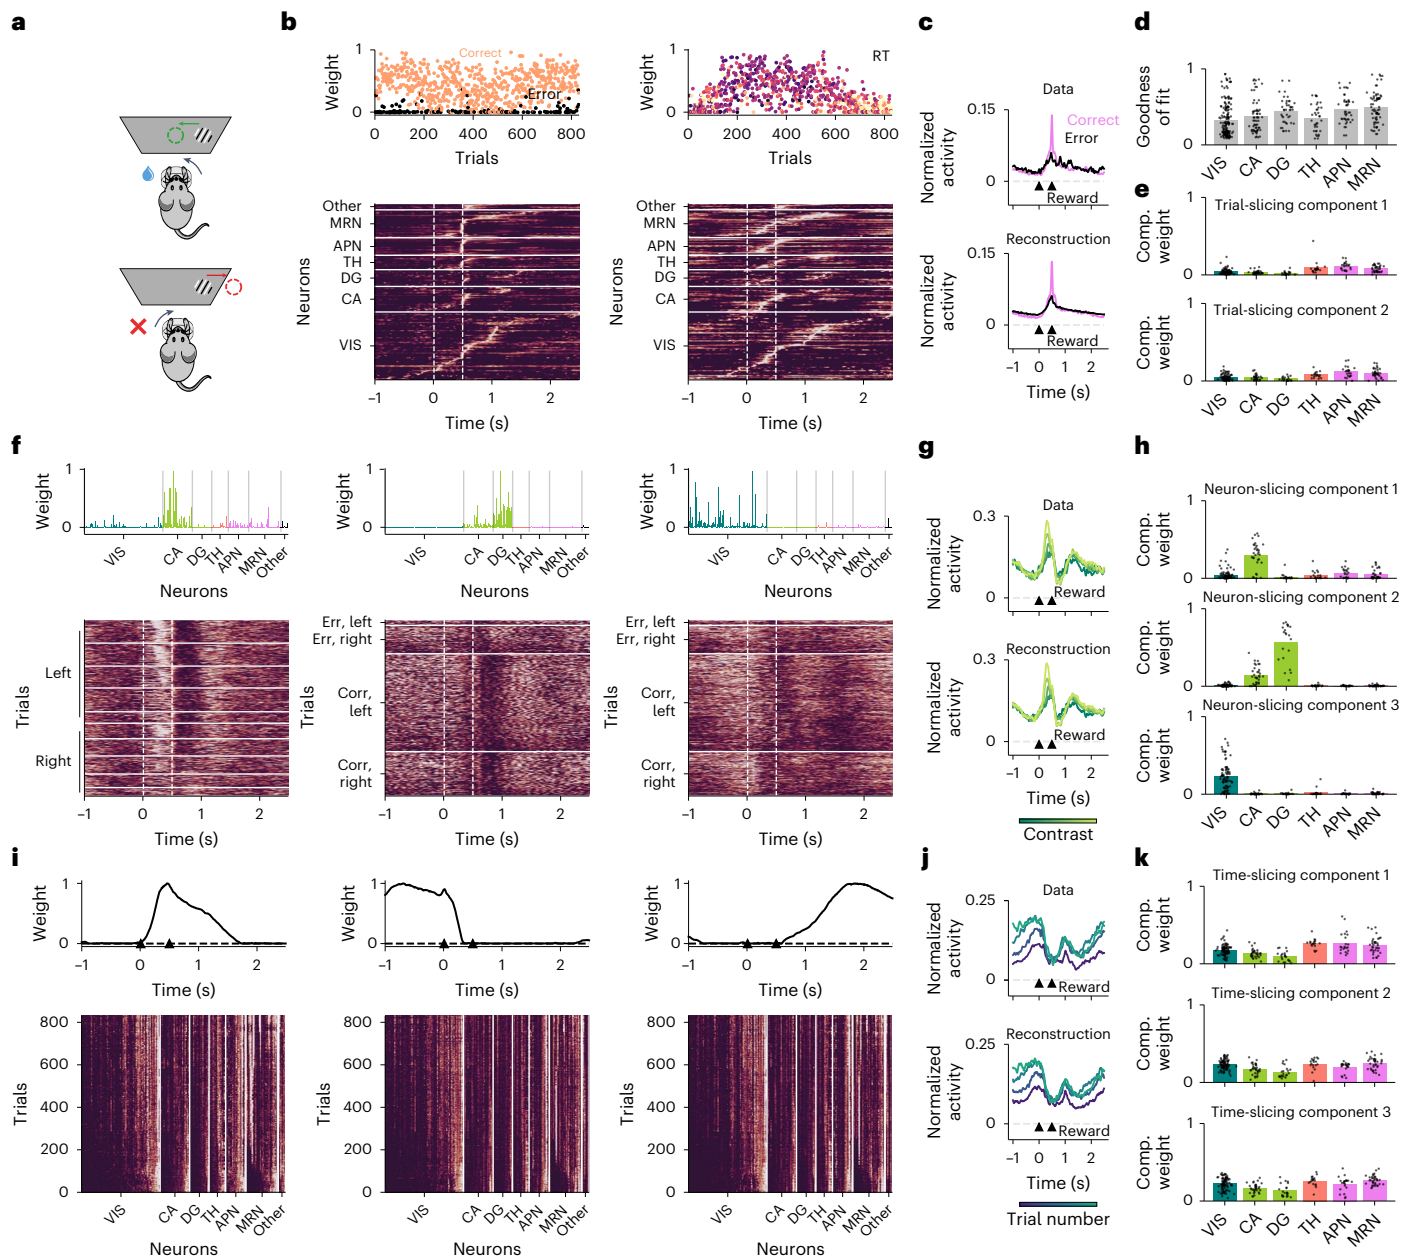 a
b
Weight
1
0
Correct
Error
0
200
400
600
800
Trials
Weight
1
0
RT
200
400
600
800
Trials
Neurons
Other
MRN
APN
TH
DG
CA
VIS
−1
0
1
2
Time (s)
Neurons
Other
MRN
APN
TH
DG
CA
VIS
−1
0
1
2
Time (s)
c
Data
Normalized
activity
0.15
0
Correct
Error
Reward
Reconstruction
Normalized
activity
0.15
0
Reward
−1
0
2
Time (s)
d
Goodness
of fit
1
0
VIS
CA
DG
TH
APN
MRN
e
Trial-slicing component 1
Comp.
weight
1
0
Trial-slicing component 2
Comp.
weight
1
0
VIS
CA
DG
TH
APN
MRN
f
Weight
1
0
VIS
CA
DG
TH
APN
MRN
Other
Neurons
Weight
1
0
VIS
CA
DG
TH
APN
MRN
Other
Neurons
Weight
1
0
VIS
CA
DG
TH
APN
MRN
Other
Neurons
Trials
Left
Right
−1
0
1
2
Time (s)
Trials
Err, left
Err, right
Corr,
left
Corr,
right
−1
0
1
2
Time (s)
Trials
Err, left
Err, right
Corr,
left
Corr,
right
−1
0
1
2
Time (s)
g
Data
Normalized
activity
0.3
0
Reward
Reconstruction
Normalized
activity
0.3
0
Reward
−1
0
2
Time (s)
Contrast
h
Neuron-slicing component 1
Comp.
weight
1
0
Neuron-slicing component 2
Comp.
weight
1
0
Neuron-slicing component 3
Comp.
weight
1
0
VIS
CA
DG
TH
APN
MRN
i
Weight
1
0
−1
0
1
2
Time (s)
Weight
1
0
−1
0
1
2
Time (s)
Weight
1
0
−1
0
1
2
Time (s)
Trials
800
600
400
200
0
VIS
CA
DG
TH
APN
MRN
Other
Neurons
Trials
800
600
400
200
0
VIS
CA
DG
TH
APN
MRN
Other
Neurons
Trials
800
600
400
200
0
VIS
CA
DG
TH
APN
MRN
Other
Neurons
j
Data
Normalized
activity
0.25
0
Reward
Reconstruction
Normalized
activity
0.25
0
Reward
−1
0
2
Time (s)
Trial number
k
Time-slicing component 1
Comp.
weight
1
0
Time-slicing component 2
Comp.
weight
1
0
Time-slicing component 3
Comp.
weight
1
0
VIS
CA
DG
TH
APN
MRN